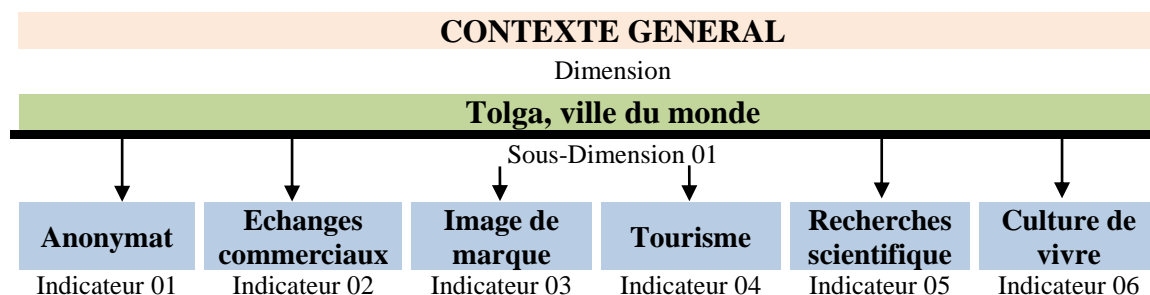 CONTEXTE GENERAL
Dimension
Tolga, ville du monde
Sous-Dimension 01
Anonymat
Echanges
commerciaux
Image de
marque
Tourisme
Recherches
scientifique
Culture de
vivre
Indicateur 01
Indicateur 02
Indicateur 03
Indicateur 04
Indicateur 05
Indicateur 06